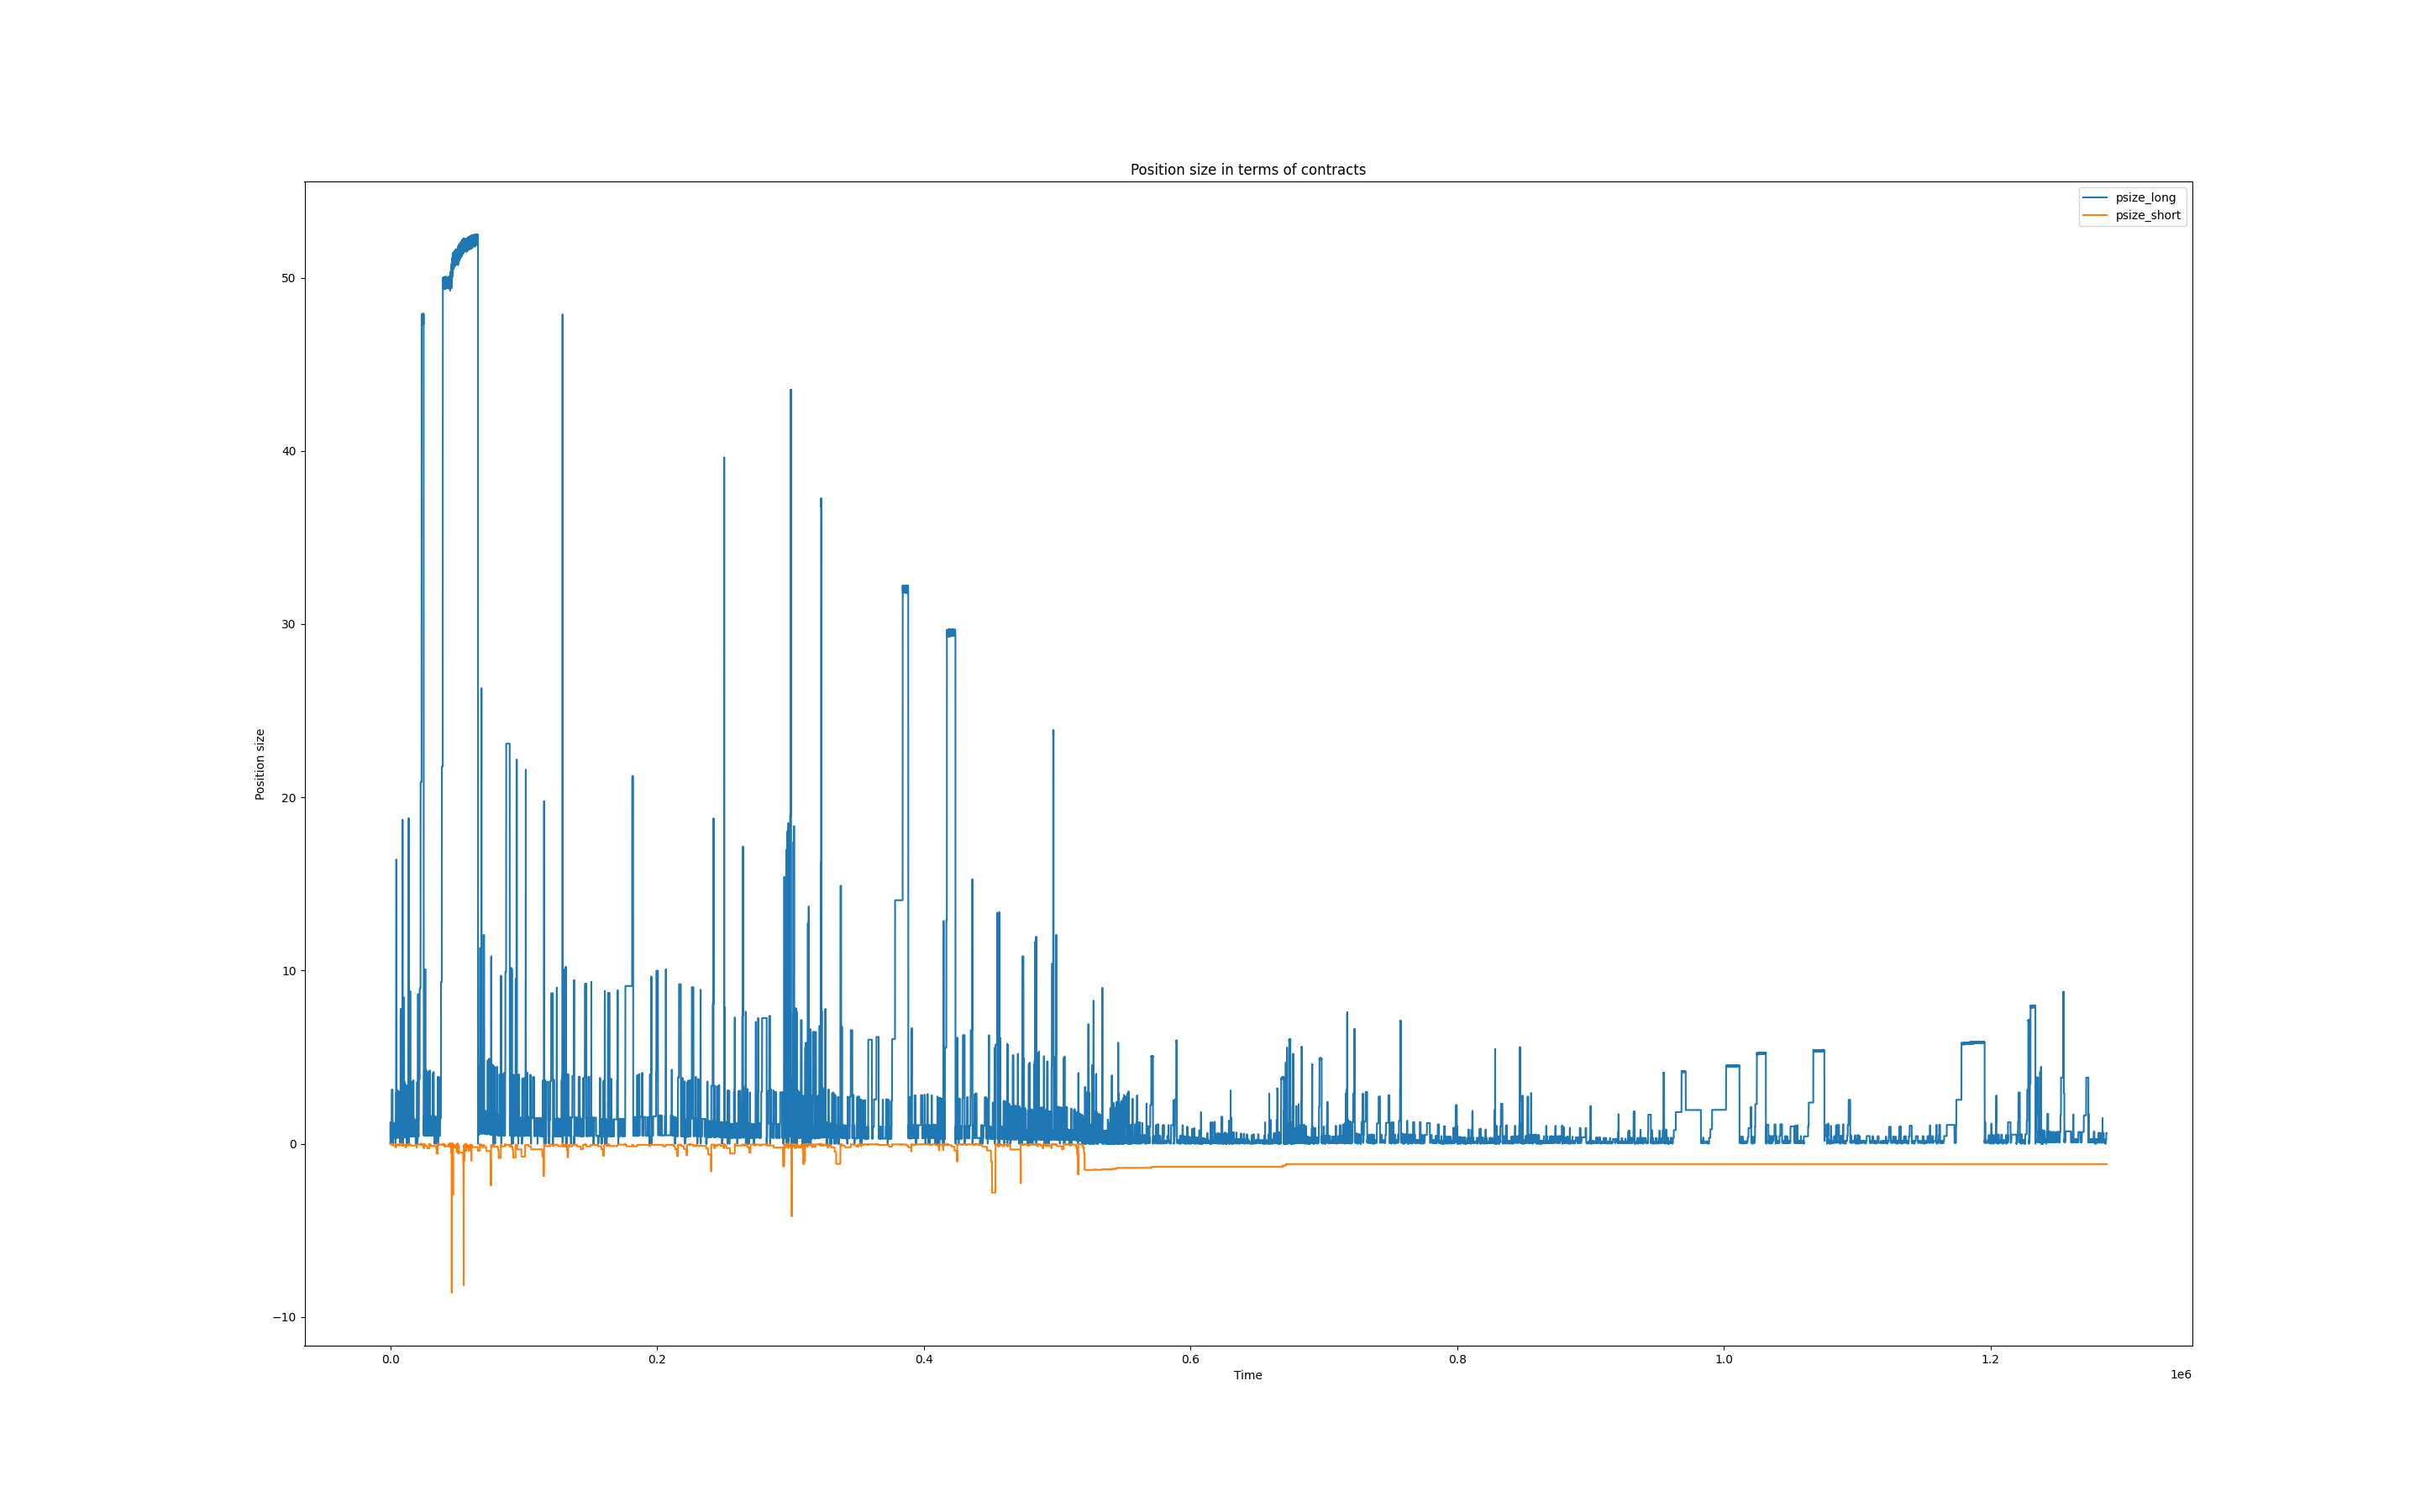 Position size in terms of contracts
psize_long
psize_short
Position size
50
40
30
20
10
0
−10
0.0
0.2
0.4
0.6
0.8
1.0
1.2
1e6
Time